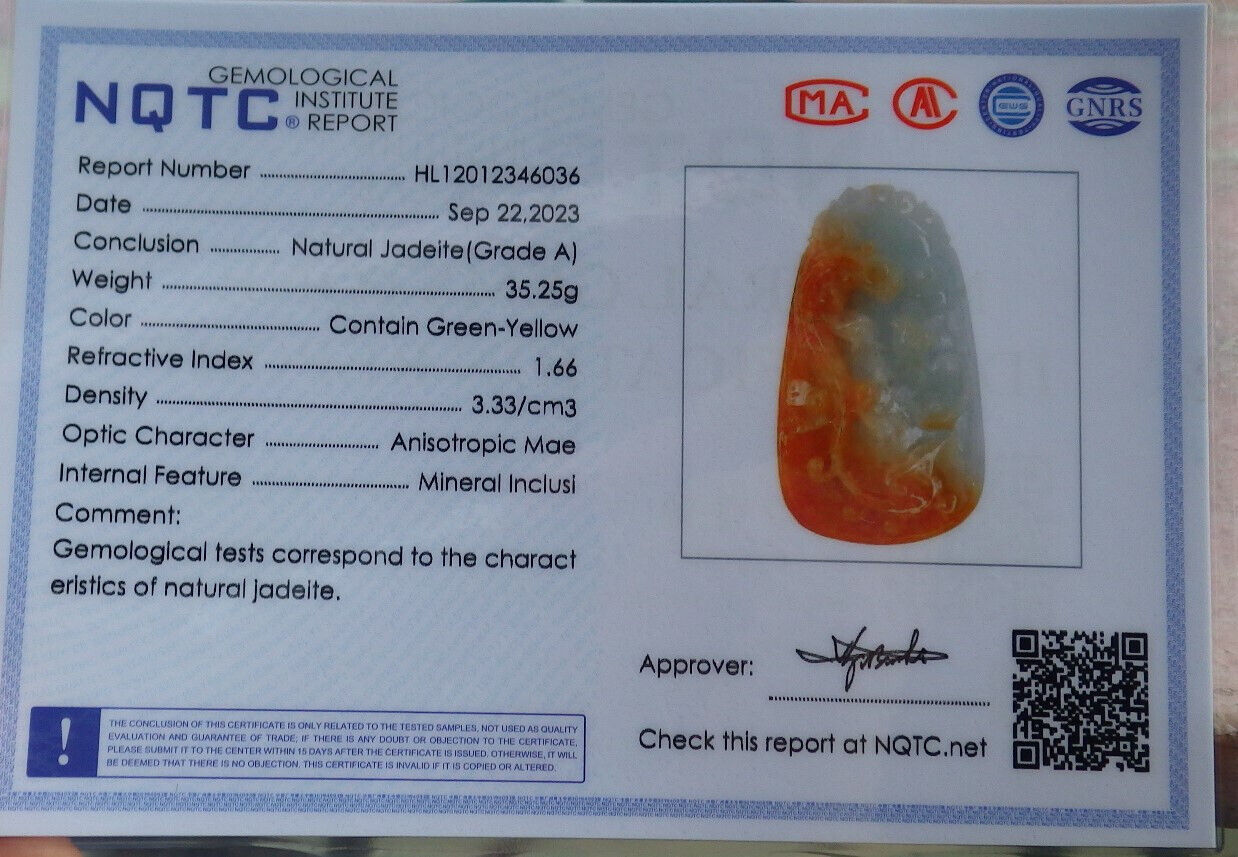 NQTC® GEMOLOGICAL INSTITUTE REPORT
MA
AL
GWS
GNRS
Report Number HL12012346036
Date Sep 22,2023
Conclusion Natural Jadeite(Grade A)
Weight 35.25g
Color Contain Green-Yellow
Refractive Index 1.66
Density 3.33/cm3
Optic Character Anisotropic Mae
Internal Feature Mineral Inclusi
Comment:
Gemological tests correspond to the charact
eristics of natural jadeite.
! THE CONCLUSION OF THIS CERTIFICATE IS ONLY RELATED TO THE TESTED SAMPLES, NOT USED AS QUALITY
EVALUATION AND GUARANTEE OF TRADE; IF THERE IS ANY DOUBT OR OBJECTION TO THE CERTIFICATE,
PLEASE SUBMIT IT TO THE CENTER WITHIN 15 DAYS AFTER THE CERTIFICATE IS ISSUED. OTHERWISE, IT WILL
BE DEEMED THAT THERE IS NO OBJECTION. THIS CERTIFICATE IS INVALID IF IT IS COPIED OR ALTERED.
Approver:
Check this report at NQTC.net